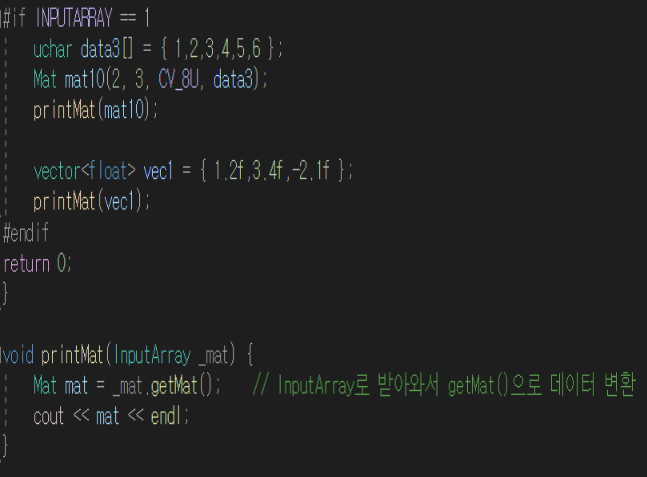 #if INPUTARRAY == 1
uchar data3[] = { 1,2,3,4,5,6 };
Mat mat10(2, 3, CV_8U, data3);
printMat(mat10);
vector<float> vec1 = { 1.2f,3.4f,-2.1f };
printMat(vec1);
#endif
return 0;
}
void printMat(InputArray _mat) {
Mat mat = _mat.getMat(); // InputArray로 받아와서 getMat()으로 데이터 변환
cout << mat << endl;
}